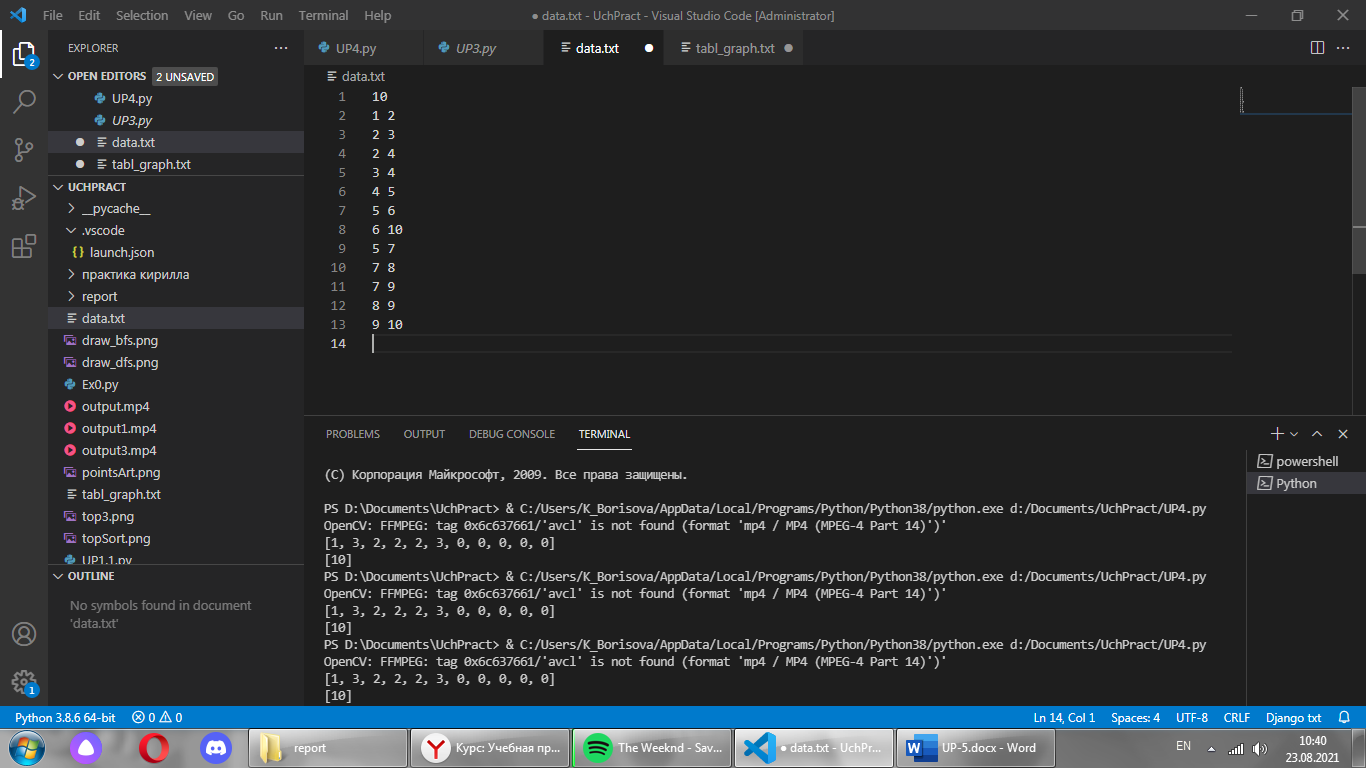 File Edit Selection View Go Run Terminal Help ● data.txt - UchPract - Visual Studio Code [Administrator]
EXPLORER
UP4.py UP3.py data.txt tabl_graph.txt
OPEN EDITORS 2 UNSAVED
UP4.py
UP3.py
data.txt
tabl_graph.txt
UCHPRACT
__pycache__
.vscode
launch.json
практика кирилла
report
data.txt
draw_bfs.png
draw_dfs.png
Ex0.py
output.mp4
output1.mp4
output3.mp4
pointsArt.png
tabl_graph.txt
top3.png
topSort.png
UP1.1.py
OUTLINE
No symbols found in document
'data.txt'
2
1
data.txt
1 10
2 1 2
3 2 3
4 2 4
5 3 4
6 4 5
7 5 6
8 6 10
9 5 7
10 7 8
11 7 9
12 8 9
13 9 10
14
PROBLEMS OUTPUT DEBUG CONSOLE TERMINAL
powershell
Python
(C) Корпорация Майкрософт, 2009. Все права защищены.
PS D:\Documents\UchPract> & C:/Users/K_Borisova/AppData/Local/Programs/Python/Python38/python.exe d:/Documents/UchPract/UP4.py
OpenCV: FFMPEG: tag 0x6c637661/'avcl' is not found (format 'mp4 / MP4 (MPEG-4 Part 14)')'
[1, 3, 2, 2, 2, 3, 0, 0, 0, 0, 0]
[10]
PS D:\Documents\UchPract> & C:/Users/K_Borisova/AppData/Local/Programs/Python/Python38/python.exe d:/Documents/UchPract/UP4.py
OpenCV: FFMPEG: tag 0x6c637661/'avcl' is not found (format 'mp4 / MP4 (MPEG-4 Part 14)')'
[1, 3, 2, 2, 2, 3, 0, 0, 0, 0, 0]
[10]
PS D:\Documents\UchPract> & C:/Users/K_Borisova/AppData/Local/Programs/Python/Python38/python.exe d:/Documents/UchPract/UP4.py
OpenCV: FFMPEG: tag 0x6c637661/'avcl' is not found (format 'mp4 / MP4 (MPEG-4 Part 14)')'
[1, 3, 2, 2, 2, 3, 0, 0, 0, 0, 0]
[10]
Python 3.8.6 64-bit 0 0 Ln 14, Col 1 Spaces: 4 UTF-8 CRLF Django txt
report Курс: Учебная пр... The Weeknd - Sav... ● data.txt - UchPr... UP-5.docx - Word EN 10:40
23.08.2021